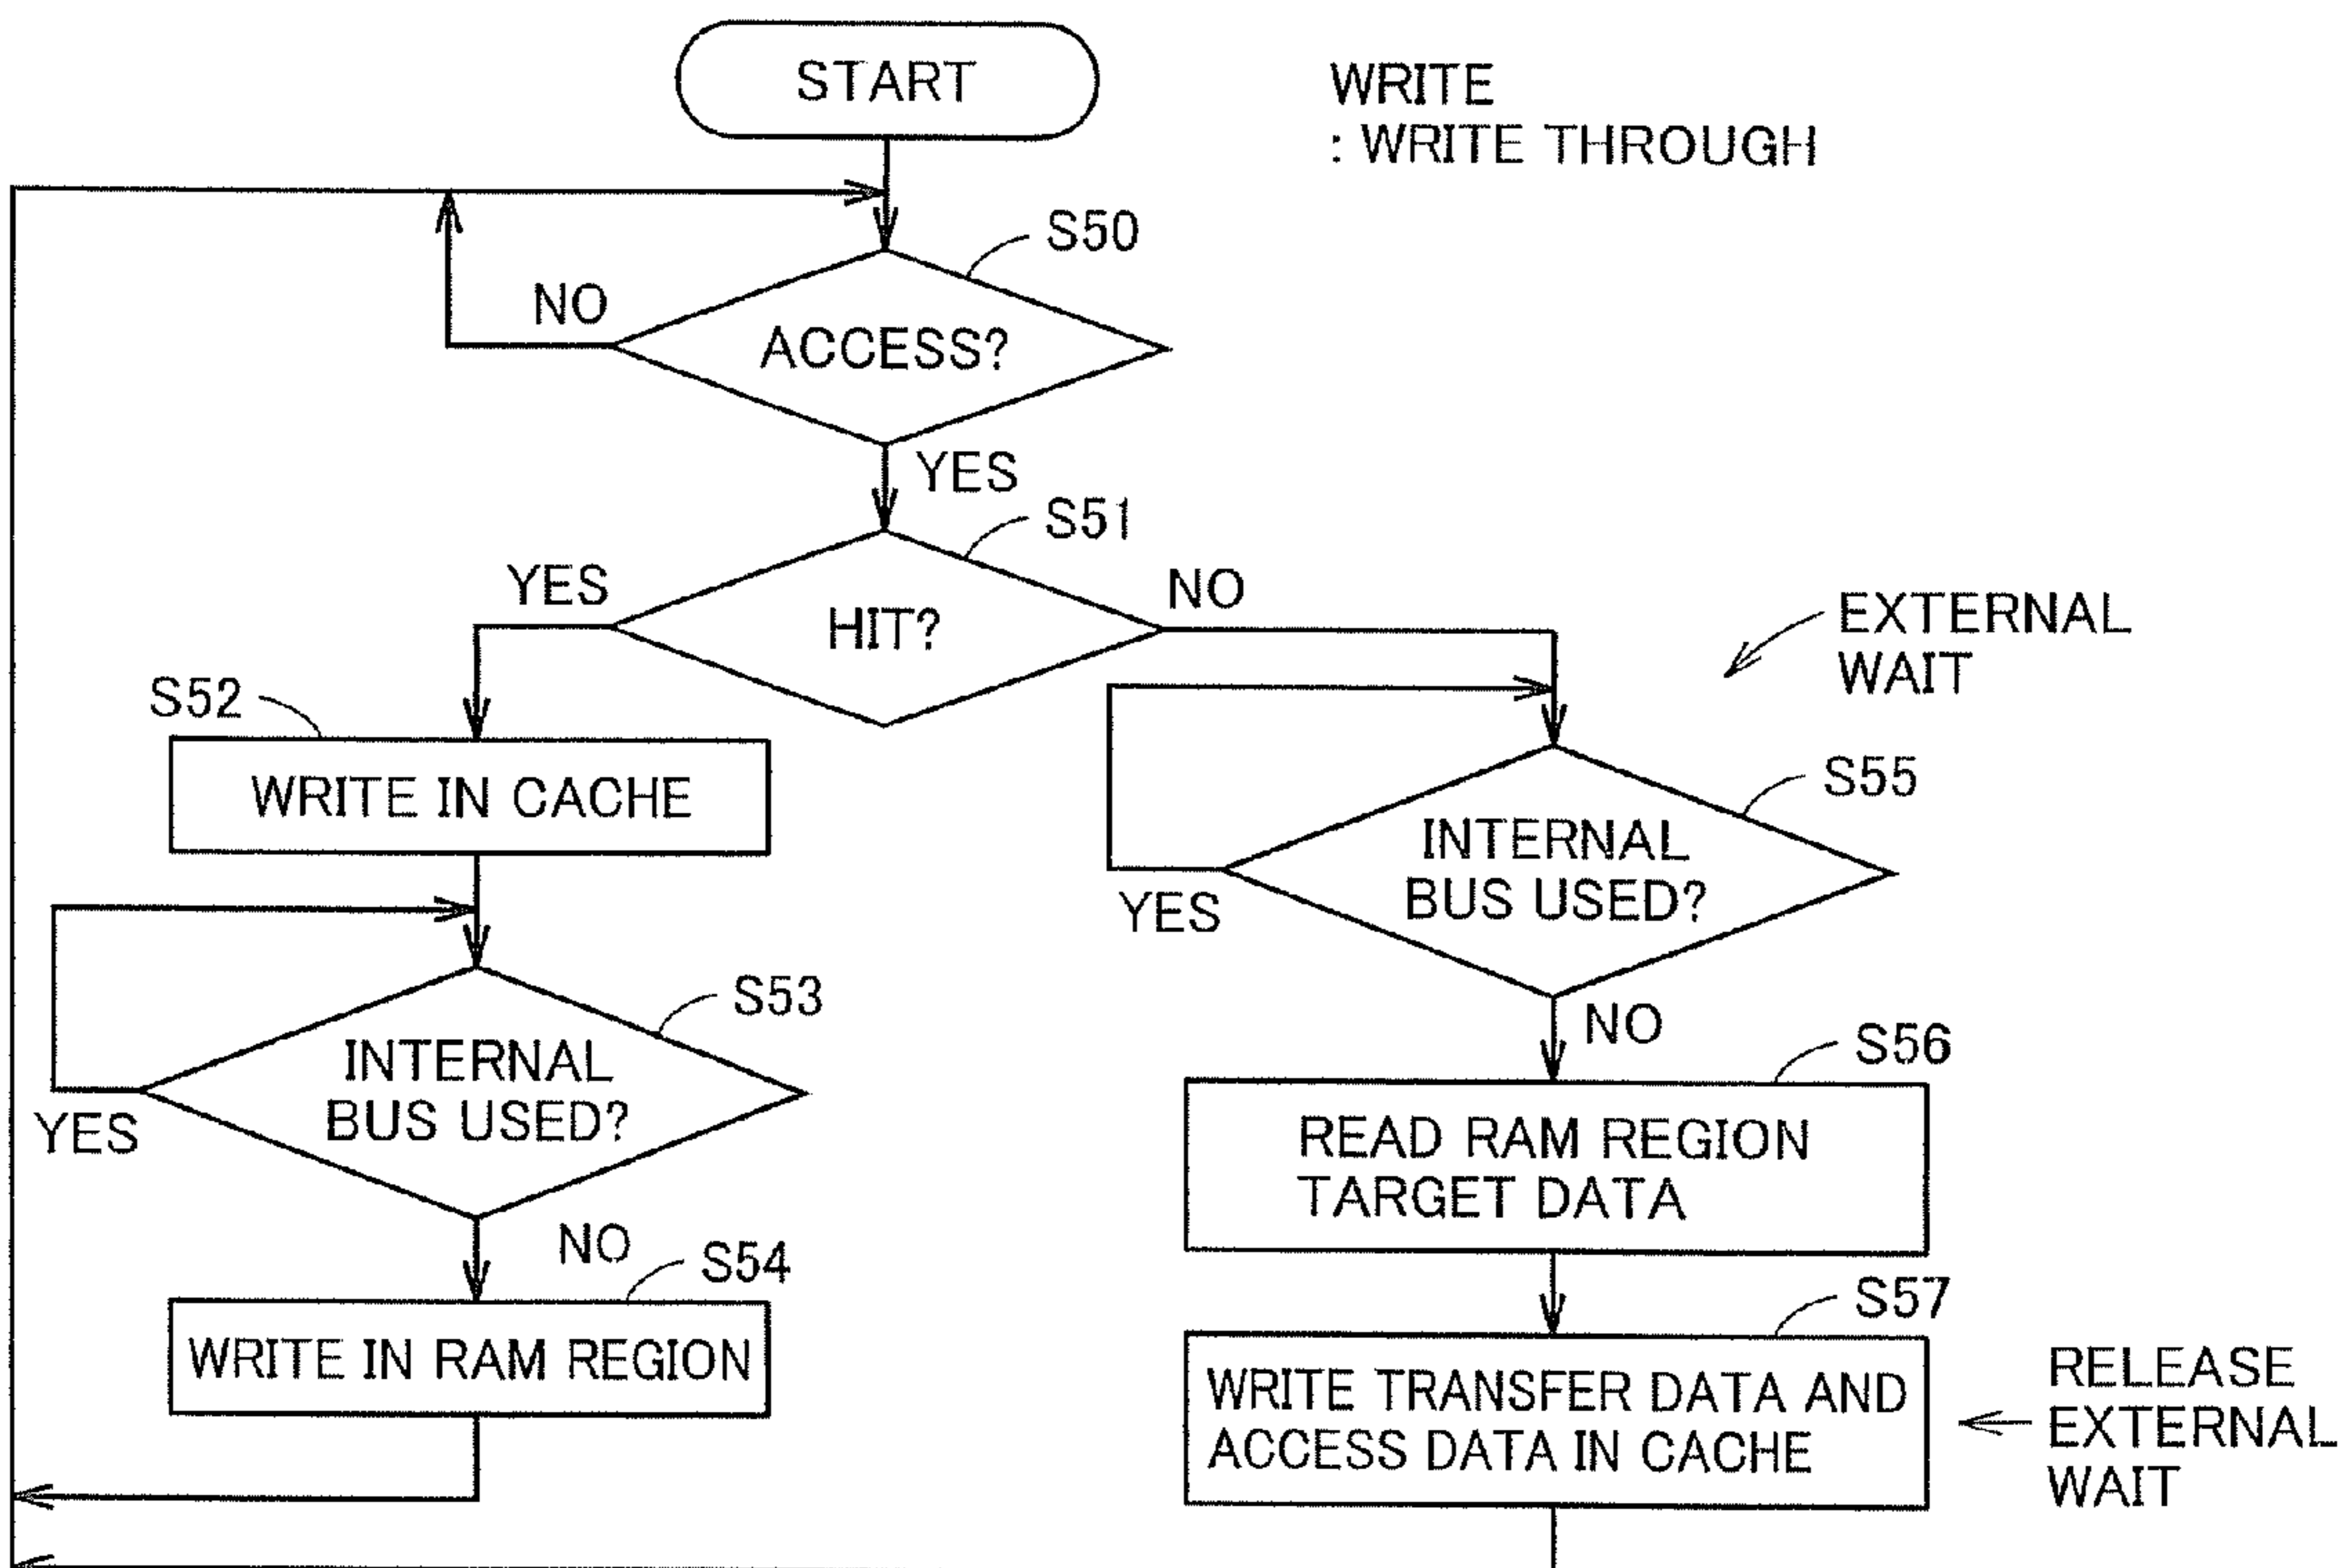 START
WRITE
: WRITE THROUGH
S50
NO
ACCESS?
YES
S51
YES
HIT?
NO
EXTERNAL
WAIT
S52
WRITE IN CACHE
S55
INTERNAL
BUS USED?
YES
NO
S53
INTERNAL
BUS USED?
YES
NO
S54
WRITE IN RAM REGION
S56
READ RAM REGION
TARGET DATA
S57
WRITE TRANSFER DATA AND
ACCESS DATA IN CACHE
RELEASE
EXTERNAL
WAIT